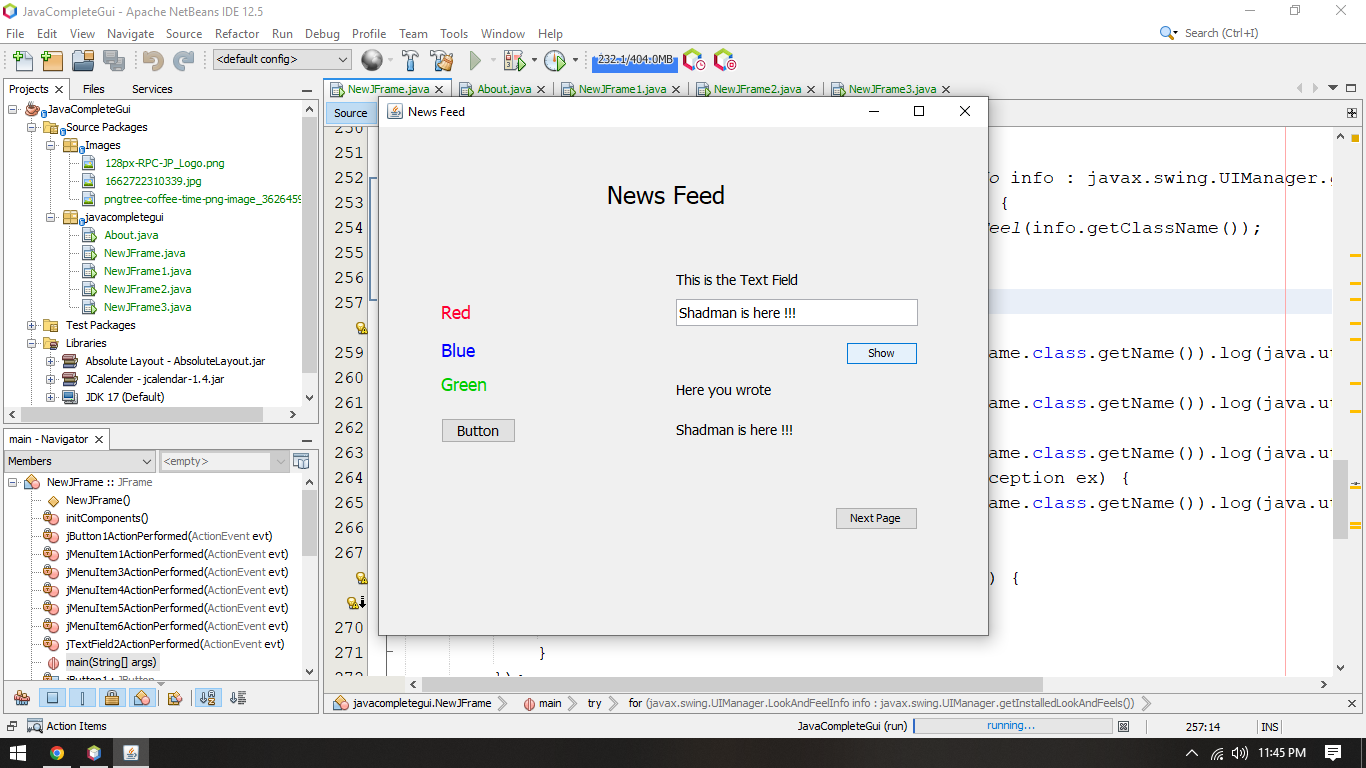 JavaCompleteGui - Apache NetBeans IDE 12.5
File Edit View Navigate Source Refactor Run Debug Profile Team Tools Window Help
Search (Ctrl+I)
<default config>
232.1/404.0MB
Projects Files Services
JavaCompleteGui
Source Packages
Images
128px-RPC-JP_Logo.png
1662722310339.jpg
pngtree-coffee-time-png-image_3626459
javacompletegui
About.java
NewJFrame.java
NewJFrame1.java
NewJFrame2.java
NewJFrame3.java
Test Packages
Libraries
Absolute Layout - AbsoluteLayout.jar
JCalender - jcalendar-1.4.jar
JDK 17 (Default)
main - Navigator
Members
<empty>
NewJFrame :: JFrame
NewJFrame()
initComponents()
jButton1ActionPerformed(ActionEvent evt)
jMenuItem1ActionPerformed(ActionEvent evt)
jMenuItem3ActionPerformed(ActionEvent evt)
jMenuItem4ActionPerformed(ActionEvent evt)
jMenuItem5ActionPerformed(ActionEvent evt)
jMenuItem6ActionPerformed(ActionEvent evt)
jTextField2ActionPerformed(ActionEvent evt)
main(String[] args)
jButton1 : JButton
NewJFrame.java About.java NewJFrame1.java NewJFrame2.java NewJFrame3.java
Source
News Feed
News Feed
This is the Text Field
Red
Shadman is here !!!
Blue
Show
Green
Here you wrote
Button
Shadman is here !!!
Next Page
250
251
252 o info : javax.swing.UIManager.
253 {
254 eel(info.getClassName());
255
256
257
259 ame.class.getName()).log(java.u
260
261 ame.class.getName()).log(java.u
262
263 ame.class.getName()).log(java.u
264 ception ex) {
265 ame.class.getName()).log(java.u
266
267
) {
270
271 }
272 });
javacompletegui.NewJFrame main try for (javax.swing.UIManager.LookAndFeelInfo info : javax.swing.UIManager.getInstalledLookAndFeels())
Action Items
JavaCompleteGui (run)
running...
257:14
INS
11:45 PM